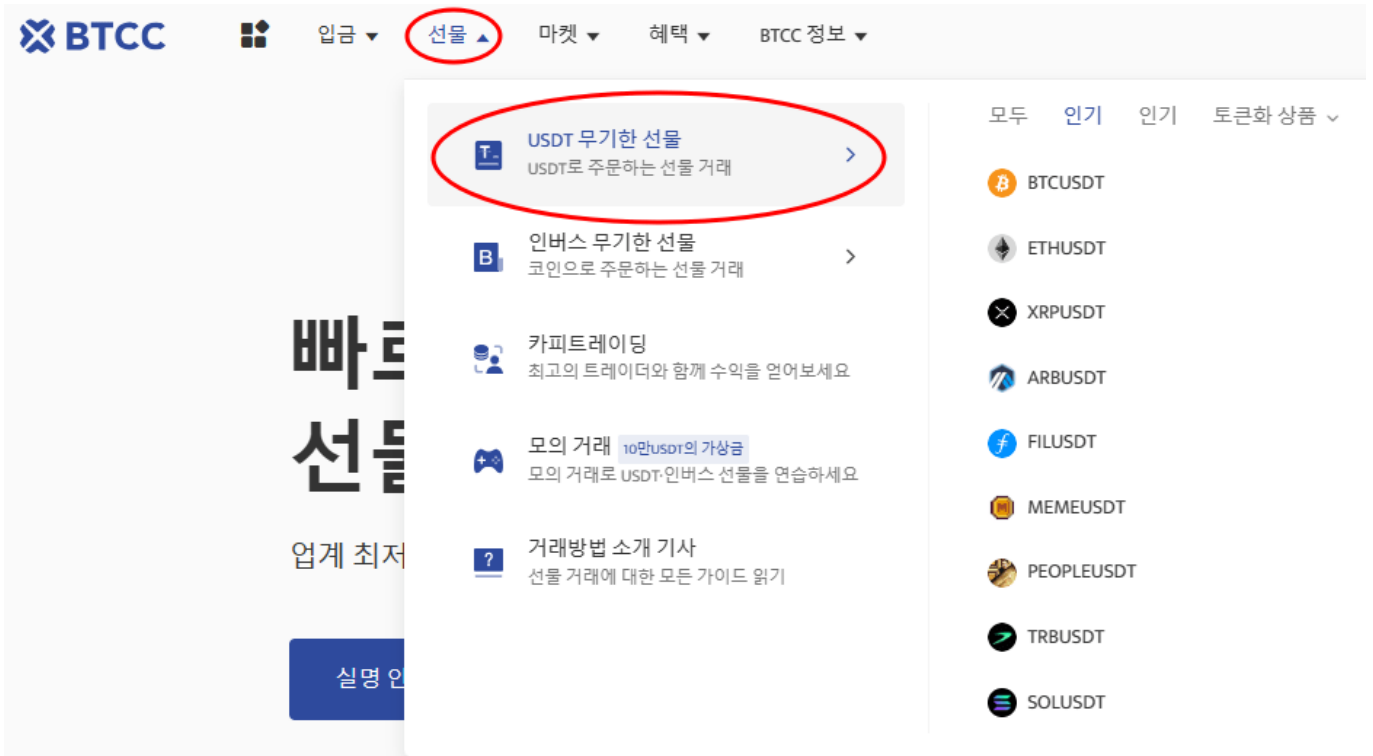 BTCC
입금 선물 마켓 혜택 BTCC 정보
USDT 무기한 선물
USDT로 주문하는 선물 거래
인버스 무기한 선물
코인으로 주문하는 선물 거래
카피트레이딩
최고의 트레이더와 함께 수익을 얻어보세요
모의 거래 10만USDT의 가상금
모의 거래로 USDT·인버스 선물을 연습하세요
거래방법 소개 기사
선물 거래에 대한 모든 가이드 읽기
모두 인기 인기 토큰화 상품
BTCUSDT
ETHUSDT
XRPUSDT
ARBUSDT
FILUSDT
MEMEUSDT
PEOPLEUSDT
TRBUSDT
SOLUSDT
빠르
선물
업계 최저
실명 인